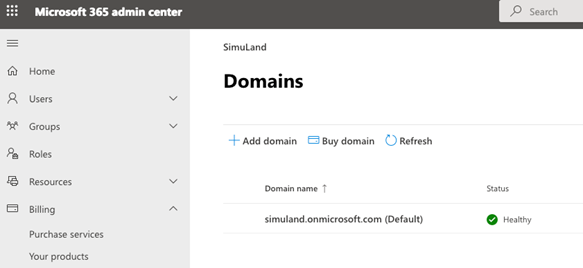 Microsoft 365 admin center
Search
Home
Users
Groups
Roles
Resources
Billing
Purchase services
Your products
SimuLand
Domains
Add domain Buy domain Refresh
Domain name ↑ Status
simuland.onmicrosoft.com (Default) Healthy